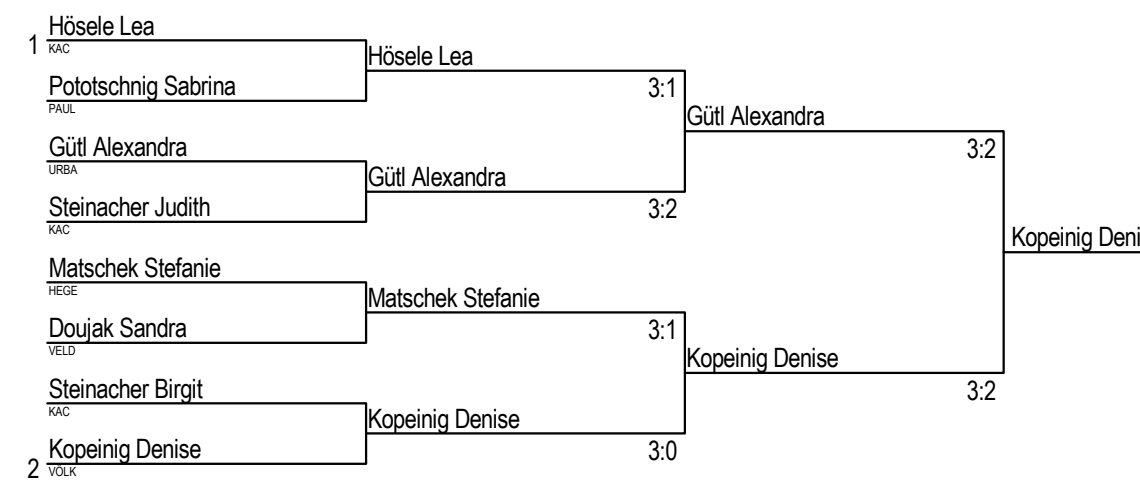 Hösele Lea
1 KAC
Hösele Lea
Pototschnig Sabrina
3:1
PAUL
Gütl Alexandra
Gütl Alexandra
3:2
URBA
Gütl Alexandra
Steinacher Judith
3:2
KAC
Kopeinig Deni
Matschek Stefanie
HEGE
Matschek Stefanie
Doujak Sandra
3:1
VELD
Kopeinig Denise
Steinacher Birgit
3:2
KAC
Kopeinig Denise
Kopeinig Denise
3:0
2 VÖLK